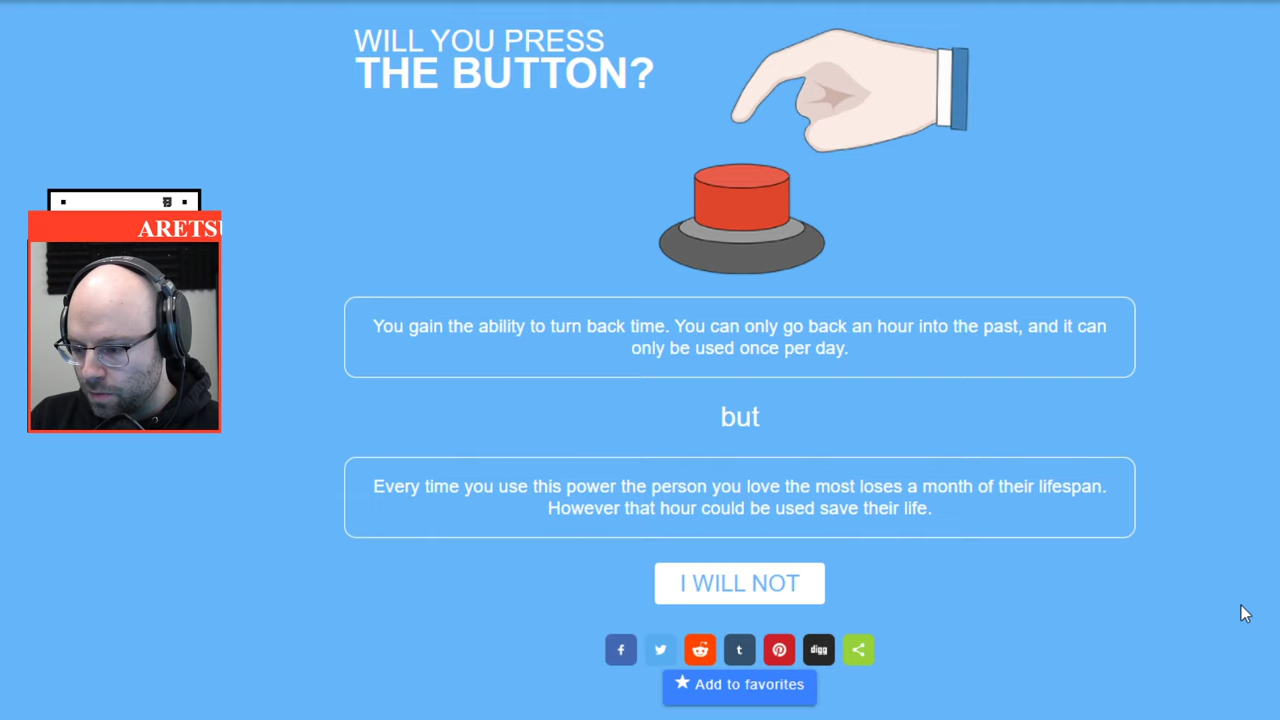 WILL YOU PRESS
THE BUTTON?
ARETSU
You gain the ability to turn back time. You can only go back an hour into the past, and it can
only be used once per day.
but
Every time you use this power the person you love the most loses a month of their lifespan.
However that hour could be used save their life.
I WILL NOT
f
t
digg
Add to favorites